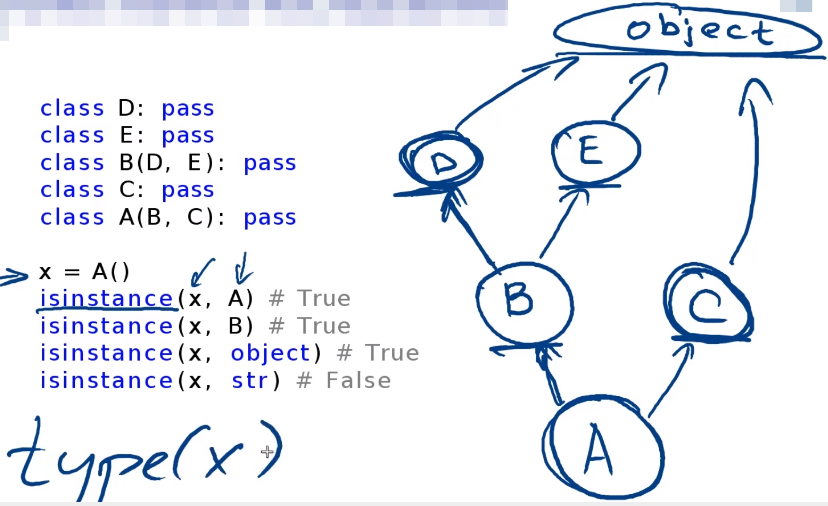 object
class D: pass
class E: pass
class B(D, E): pass
class C: pass
class A(B, C): pass
x = A()
isinstance(x, A) # True
isinstance(x, B) # True
isinstance(x, object) # True
isinstance(x, str) # False
D
E
B
C
A
type(x)